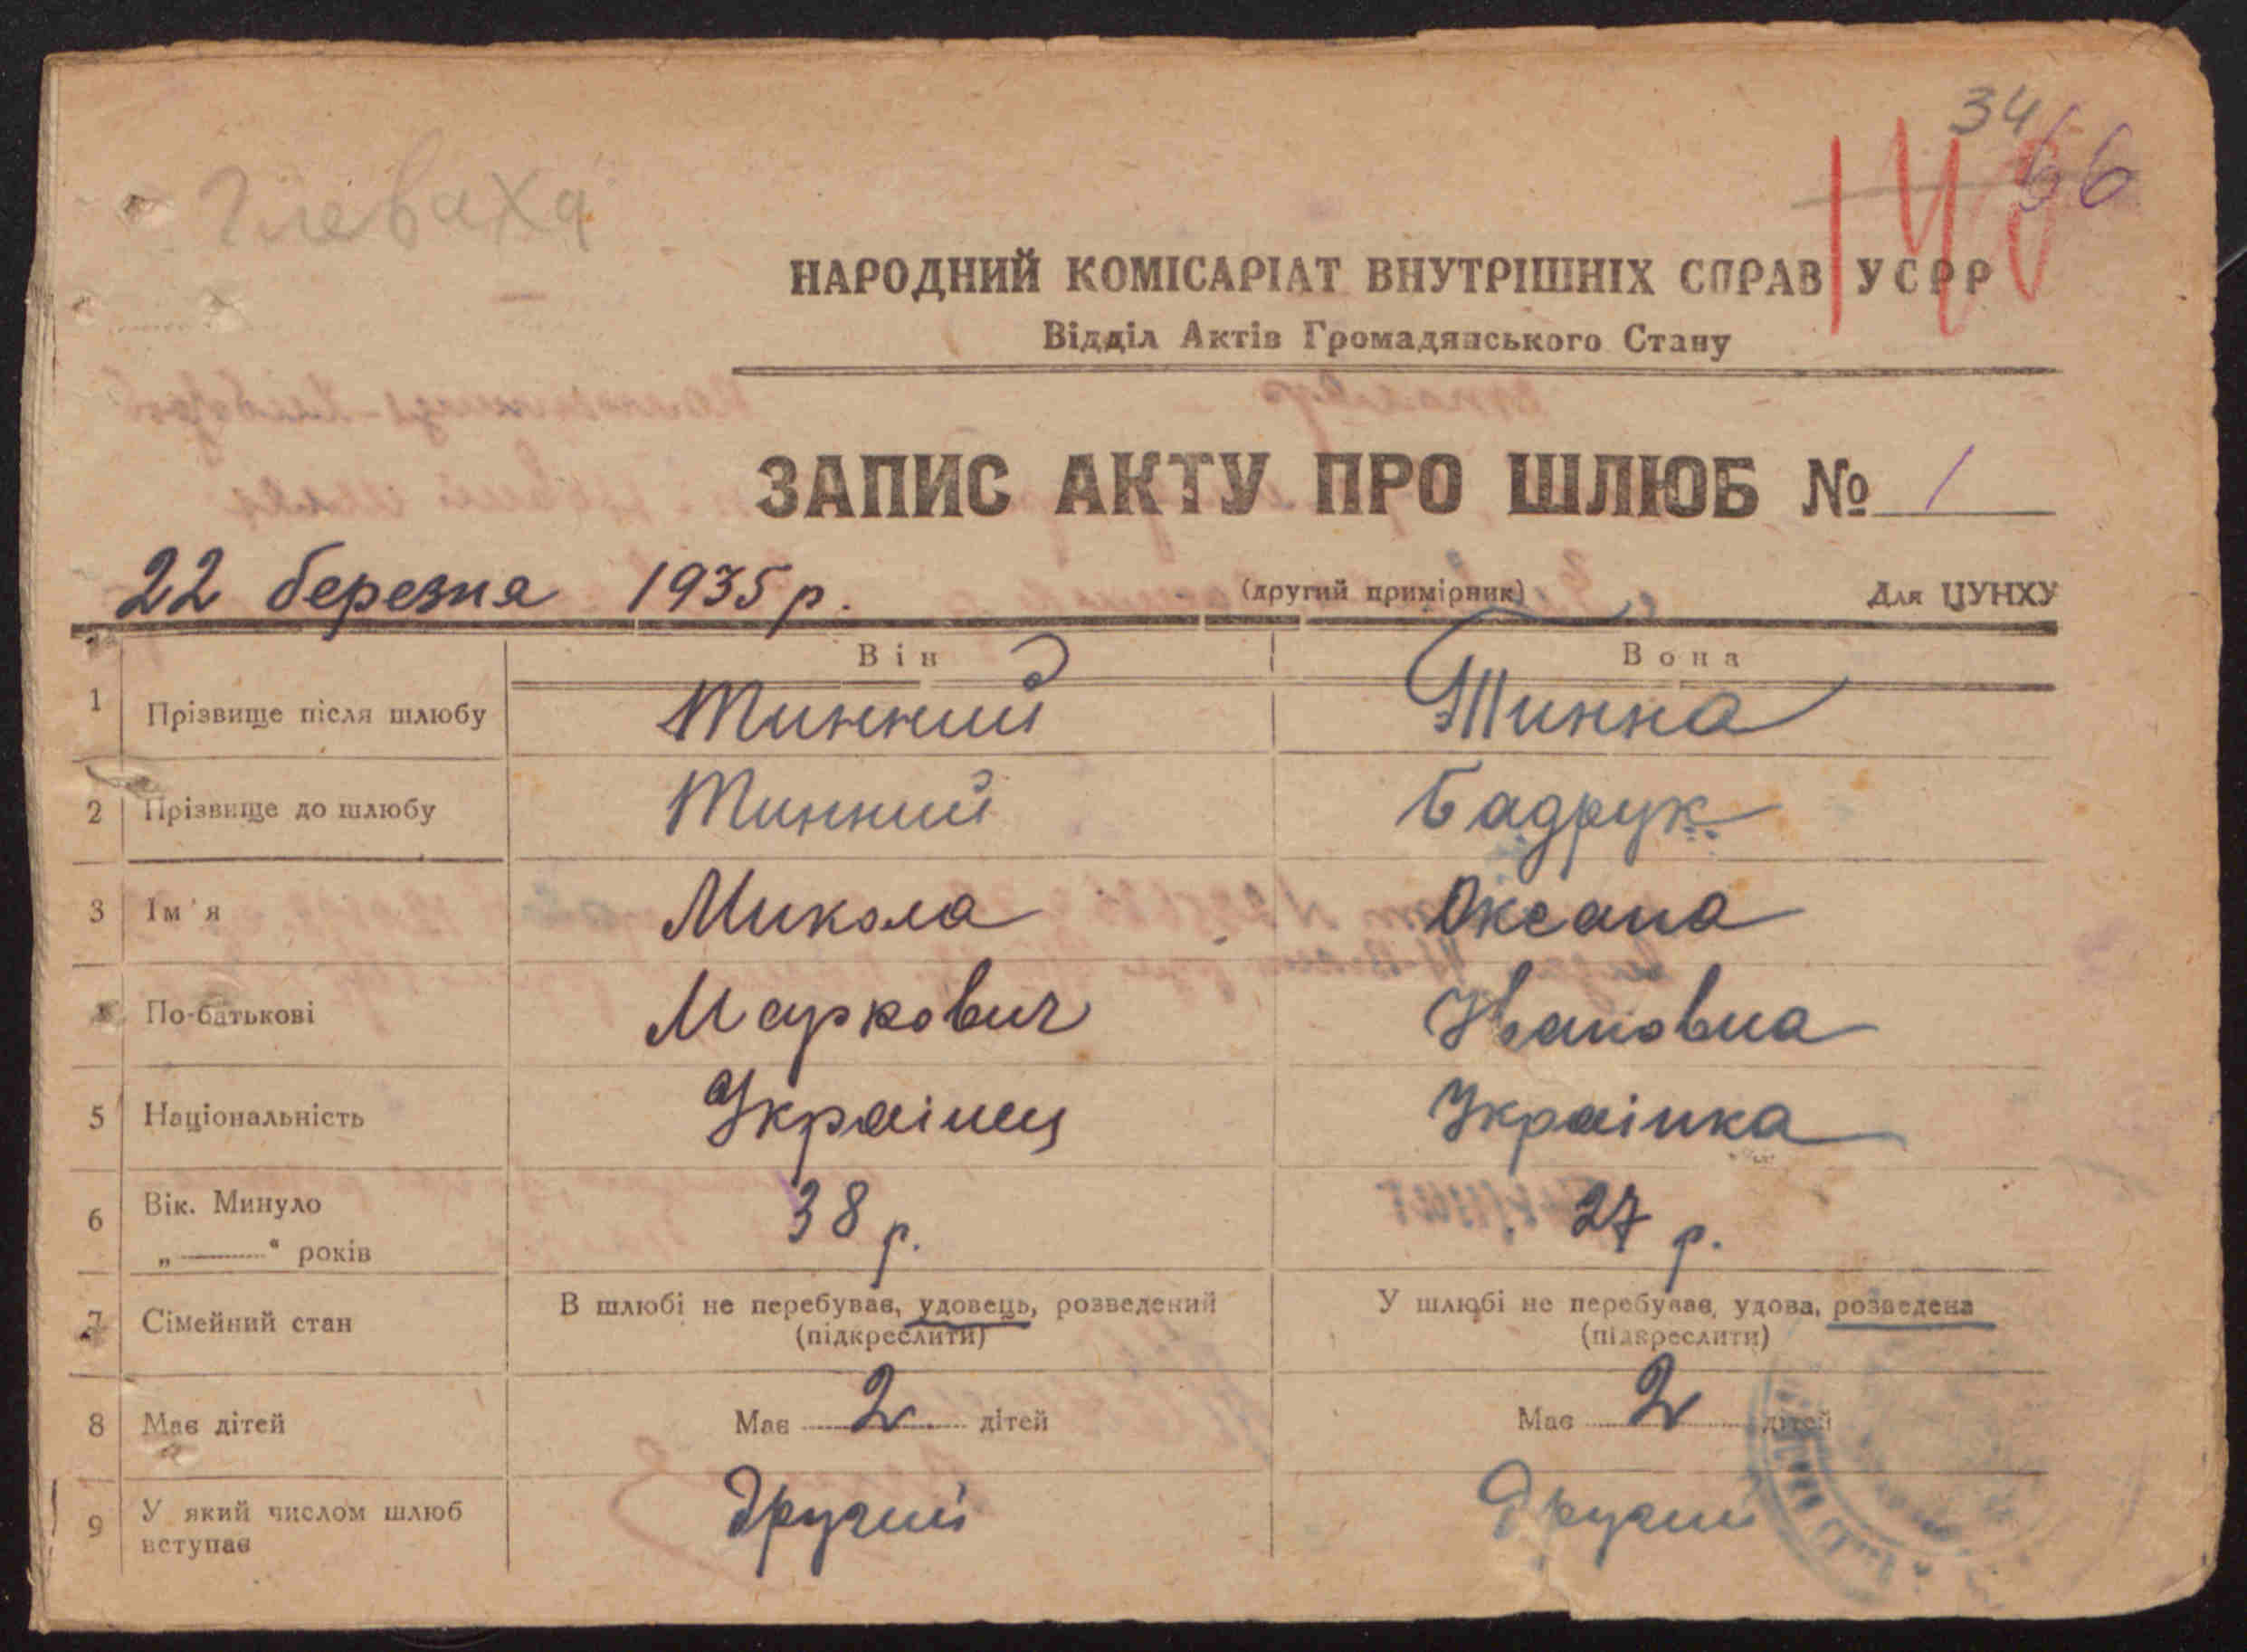 34
66
Глеваха
НАРОДНИЙ КОМІСАРІАТ ВНУТРІШНІХ СПРАВ УСРР
Відділ Актів Громадянського Стану
ЗАПИС АКТУ ПРО ШЛЮБ № 1
22 березня 1935 р. (другий примірник) Для ЦУНХУ
Він Вона
1 Прізвище після шлюбу Тинний Тинна
2 Прізвище до шлюбу Тинний Бадрук
3 Ім'я Микола Оксана
По-батькові Маркович Івановна
5 Національність Українец Українка
6 Вік. Минуло 38 р. 27 р.
„ “ років
7 Сімейний стан В шлюбі не перебував, удовець, розведений У шлюбі не перебував, удова, розведена
(підкреслити) (підкреслити)
8 Має дітей Має 2 дітей Має 2 дітей
9 У який числом шлюб вступає Другий Другий